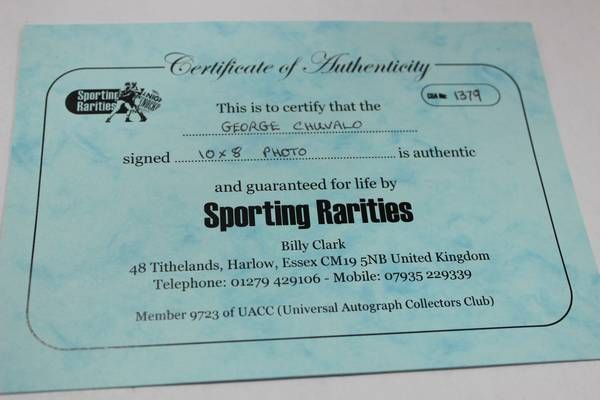 Certificate of Authenticity
Sporting
Rarities
COA No: 1379
This is to certify that the
GEORGE CHUVALO
signed 10x8 PHOTO is authentic
and guaranteed for life by
Sporting Rarities
Billy Clark
48 Tithelands, Harlow, Essex CM19 5NB United Kingdom
Telephone: 01279 429106 - Mobile: 07935 229339
Member 9723 of UACC (Universal Autograph Collectors Club)